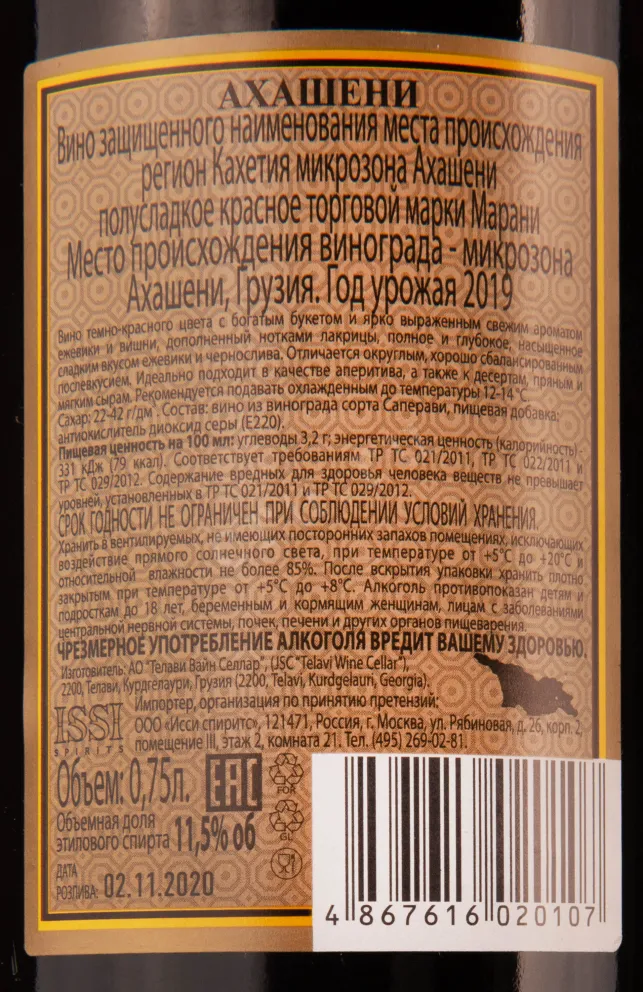 АХАШЕНИ
Вино защищенного наименования места происхождения
регион Кахетия микрозона Ахашени
полусладкое красное торговой марки Марани
Место происхождения винограда - микрозона
Ахашени, Грузия. Год урожая 2019
Вино темно-красного цвета с богатым букетом и ярко выраженным свежим ароматом
ежевики и вишни, дополненный нотками лакрицы, полное и глубокое, насыщенное
сладким вкусом ежевики и чернослива. Отличается округлым, хорошо сбалансированным
послевкусием. Идеально подходит в качестве аперитива, а также к десертам, пряным и
мягким сырам. Рекомендуется подавать охлажденным до температуры 12-14°С.
Сахар: 22-42 г/дм³. Состав: вино из винограда сорта Саперави, пищевая добавка:
антиокислитель диоксид серы (Е220).
Пищевая ценность на 100 мл: углеводы 3,2 г; энергетическая ценность (калорийность) -
331 кДж (79 ккал). Соответствует требованиям ТР ТС 021/2011, ТР ТС 022/2011 и
ТР ТС 029/2012. Содержание вредных для здоровья человека веществ не превышает
уровней, установленных в ТР ТС 021/2011 и ТР ТС 029/2012.
СРОК ГОДНОСТИ НЕ ОГРАНИЧЕН ПРИ СОБЛЮДЕНИИ УСЛОВИЙ ХРАНЕНИЯ.
Хранить в вентилируемых, не имеющих посторонних запахов помещениях, исключающих
воздействие прямого солнечного света, при температуре от +5°С до +20°С и
относительной влажности не более 85%. После вскрытия упаковки хранить плотно
закрытым при температуре от +5°С до +8°С. Алкоголь противопоказан детям и
подросткам до 18 лет, беременным и кормящим женщинам, лицам с заболеваниями
центральной нервной системы, почек, печени и других органов пищеварения.
ЧРЕЗМЕРНОЕ УПОТРЕБЛЕНИЕ АЛКОГОЛЯ ВРЕДИТ ВАШЕМУ ЗДОРОВЬЮ.
Изготовитель: АО "Телави Вайн Селлар", (JSC "Telavi Wine Cellar"),
2200, Телави, Курдгелаури, Грузия (2200, Telavi, Kurdgelauri, Georgia).
ISSI
SPIRITS
Импортер, организация по принятию претензий:
ООО «Исси спиритс», 121471, Россия, г. Москва, ул. Рябиновая, д. 26, корп. 2,
помещение III, этаж 2, комната 21. Тел. (495) 269-02-81.
Объем: 0,75л.
EAC
FOR
Объемная доля
этилового спирта 11,5% об
GL
ДАТА
РОЗЛИВА: 02.11.2020
4 867616 020107